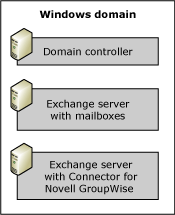 Windows domain
Domain controller
Exchange server
with mailboxes
Exchange server
with Connector for
Novell GroupWise